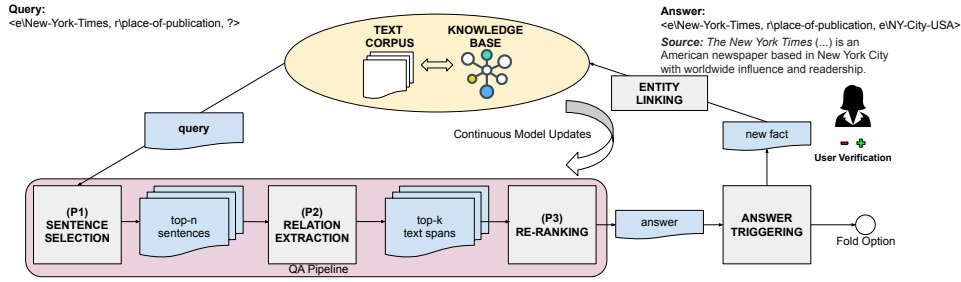 Query:
<e\New-York-Times, r\place-of-publication, ?>
Answer:
<e\New-York-Times, r\place-of-publication, e\NY-City-USA>
Source: The New York Times (...) is an
American newspaper based in New York City
with worldwide influence and readership.
TEXT
CORPUS
KNOWLEDGE
BASE
ENTITY
LINKING
query
Continuous Model Updates
new fact
User Verification
(P1)
SENTENCE
SELECTION
top-n
sentences
(P2)
RELATION
EXTRACTION
top-k
text spans
(P3)
RE-RANKING
answer
ANSWER
TRIGGERING
Fold Option
QA Pipeline